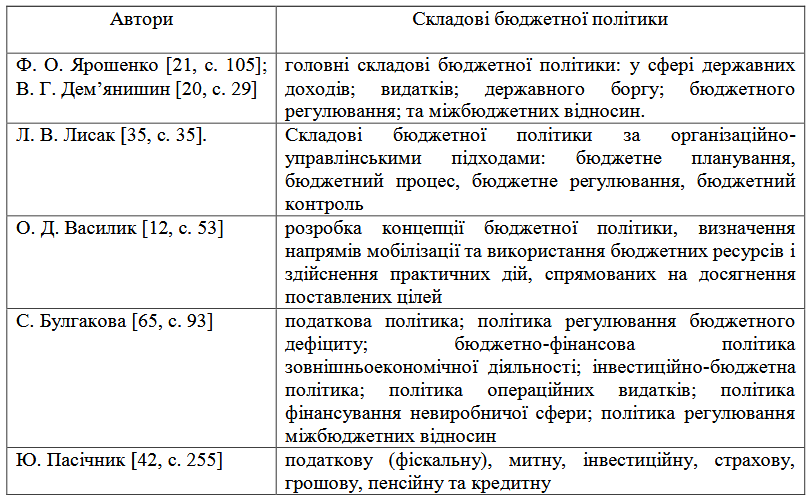 Автори
Складові бюджетної політики
Ф. О. Ярошенко [21, с. 105];
В. Г. Дем’янишин [20, с. 29]
головні складові бюджетної політики: у сфері державних
доходів; видатків; державного боргу; бюджетного
регулювання; та міжбюджетних відносин.
Л. В. Лисак [35, с. 35].
Складові бюджетної політики за організаційно-
управлінськими підходами: бюджетне планування,
бюджетний процес, бюджетне регулювання, бюджетний
контроль
О. Д. Василик [12, с. 53]
розробка концепції бюджетної політики, визначення
напрямів мобілізації та використання бюджетних ресурсів і
здійснення практичних дій, спрямованих на досягнення
поставлених цілей
С. Булгакова [65, с. 93]
податкова політика; політика регулювання бюджетного
дефіциту; бюджетно-фінансова політика
зовнішньоекономічної діяльності; інвестиційно-бюджетна
політика; політика операційних видатків; політика
фінансування невиробничої сфери; політика регулювання
міжбюджетних відносин
Ю. Пасічник [42, с. 255]
податкову (фіскальну), митну, інвестиційну, страхову,
грошову, пенсійну та кредитну